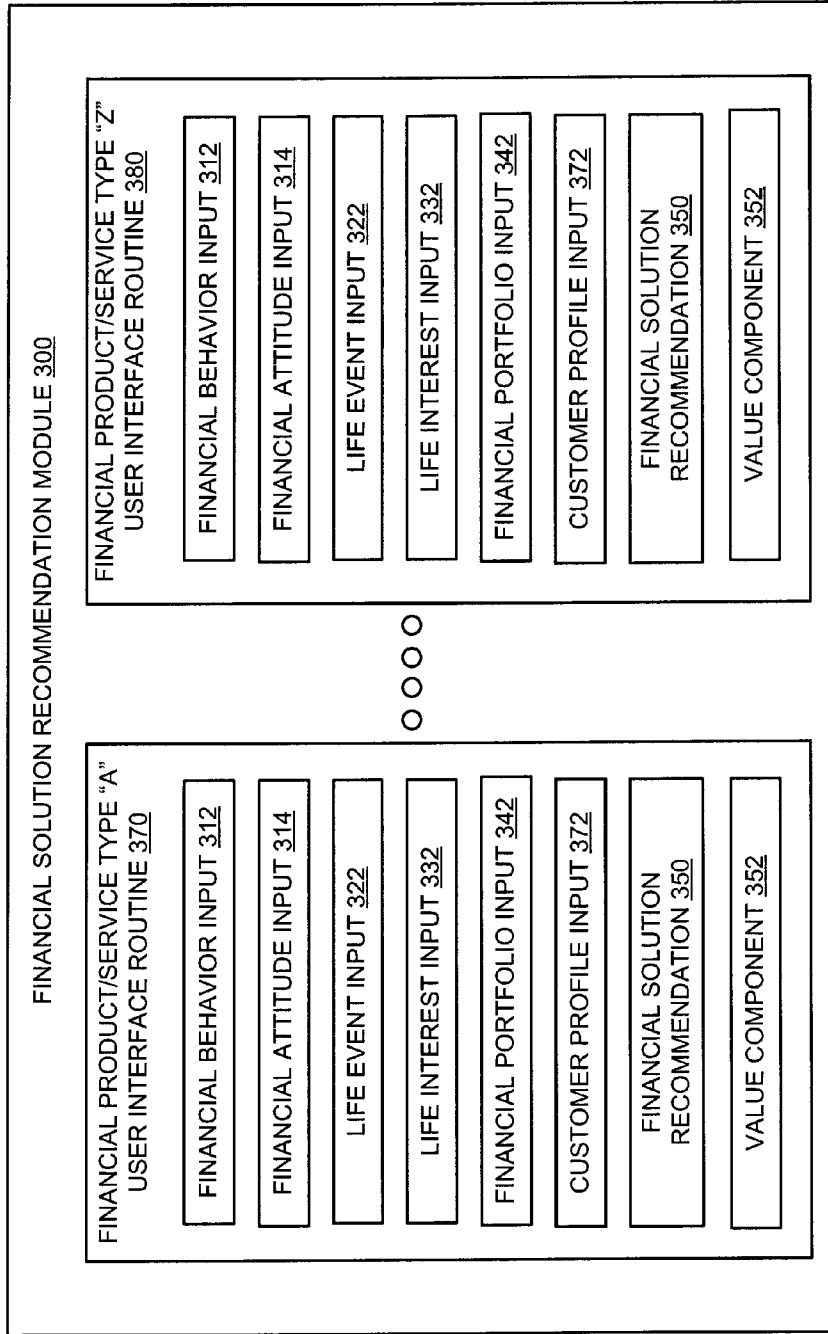 FINANCIAL SOLUTION RECOMMENDATION MODULE 300
FINANCIAL PRODUCT/SERVICE TYPE “A”
USER INTERFACE ROUTINE 370
FINANCIAL BEHAVIOR INPUT 312
FINANCIAL ATTITUDE INPUT 314
LIFE EVENT INPUT 322
LIFE INTEREST INPUT 332
FINANCIAL PORTFOLIO INPUT 342
CUSTOMER PROFILE INPUT 372
FINANCIAL SOLUTION
RECOMMENDATION 350
VALUE COMPONENT 352
FINANCIAL PRODUCT/SERVICE TYPE “Z”
USER INTERFACE ROUTINE 380
FINANCIAL BEHAVIOR INPUT 312
FINANCIAL ATTITUDE INPUT 314
LIFE EVENT INPUT 322
LIFE INTEREST INPUT 332
FINANCIAL PORTFOLIO INPUT 342
CUSTOMER PROFILE INPUT 372
FINANCIAL SOLUTION
RECOMMENDATION 350
VALUE COMPONENT 352